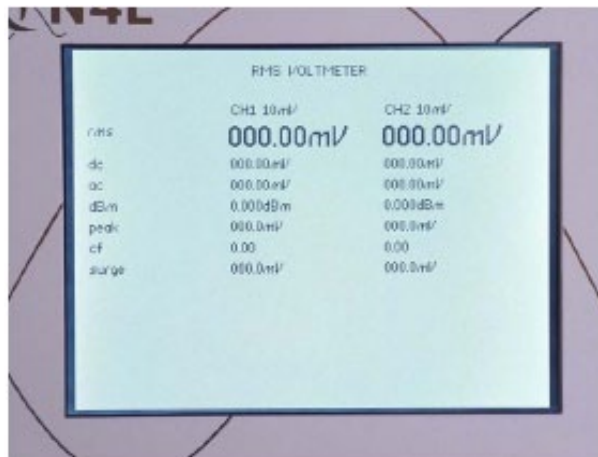 N4L
RMS VOLTMETER
CH1 10mV CH2 10mV
rms 000.00mV 000.00mV
dc 000.00mV 000.00mV
ac 000.00mV 000.00mV
dBm 0.000dBm 0.000dBm
peak 000.0mV 000.0mV
cf 0.00 0.00
surge 000.0mV 000.0mV